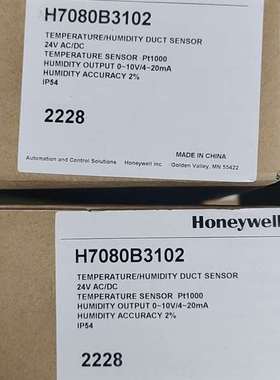 H7080B3102
TEMPERATURE/HUMIDITY DUCT SENSOR
24V AC/DC
TEMPERATURE SENSOR Pt1000
HUMIDITY OUTPUT 0~10V/4~20mA
HUMIDITY ACCURACY 2%
IP54
2228
MADE IN CHINA
Automation and Control Solutions Honeywell Inc. Golden Valley, MN 55422
Honeywell
H7080B3102
TEMPERATURE/HUMIDITY DUCT SENSOR
24V AC/DC
TEMPERATURE SENSOR Pt1000
HUMIDITY OUTPUT 0~10V/4~20mA
HUMIDITY ACCURACY 2%
IP54
2228